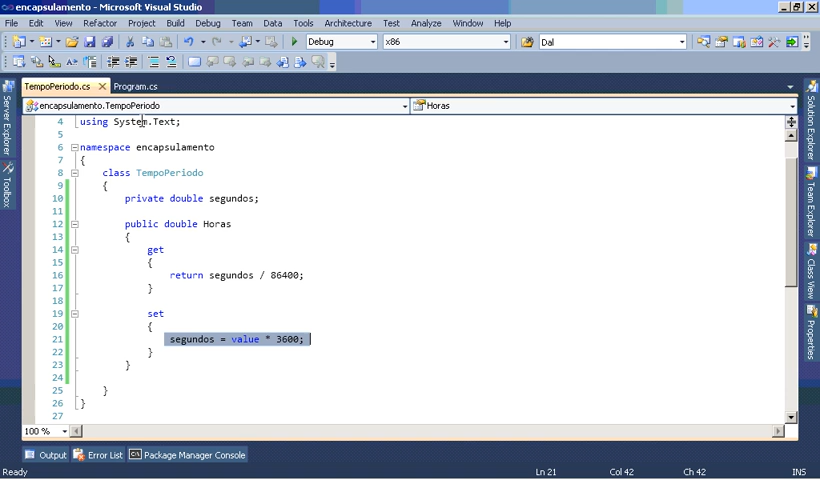 encapsulamento - Microsoft Visual Studio
File Edit View Refactor Project Build Debug Team Data Tools Architecture Test Analyze Window Help
Debug x86 Dal
TempoPeriodo.cs Program.cs
encapsulamento.TempoPeriodo Horas
4 using System.Text;
5
6 namespace encapsulamento
7 {
8 class TempoPeriodo
9 {
10 private double segundos;
11
12 public double Horas
13 {
14 get
15 {
16 return segundos / 86400;
17 }
18
19 set
20 {
21 segundos = value * 3600;
22 }
23 }
24
25 }
26 }
27
100 %
Output Error List Package Manager Console
Ready Ln 21 Col 42 Ch 42 INS
Server Explorer
Toolbox
Solution Explorer
Team Explorer
Class View
Properties